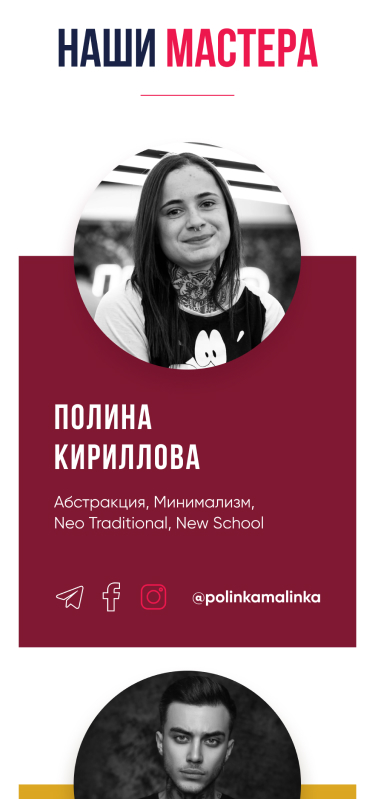 НАШИ МАСТЕРА
ПОЛИНА
КИРИЛЛОВА
Абстракция, Минимализм,
Neo Traditional, New School
@polinkamalinka